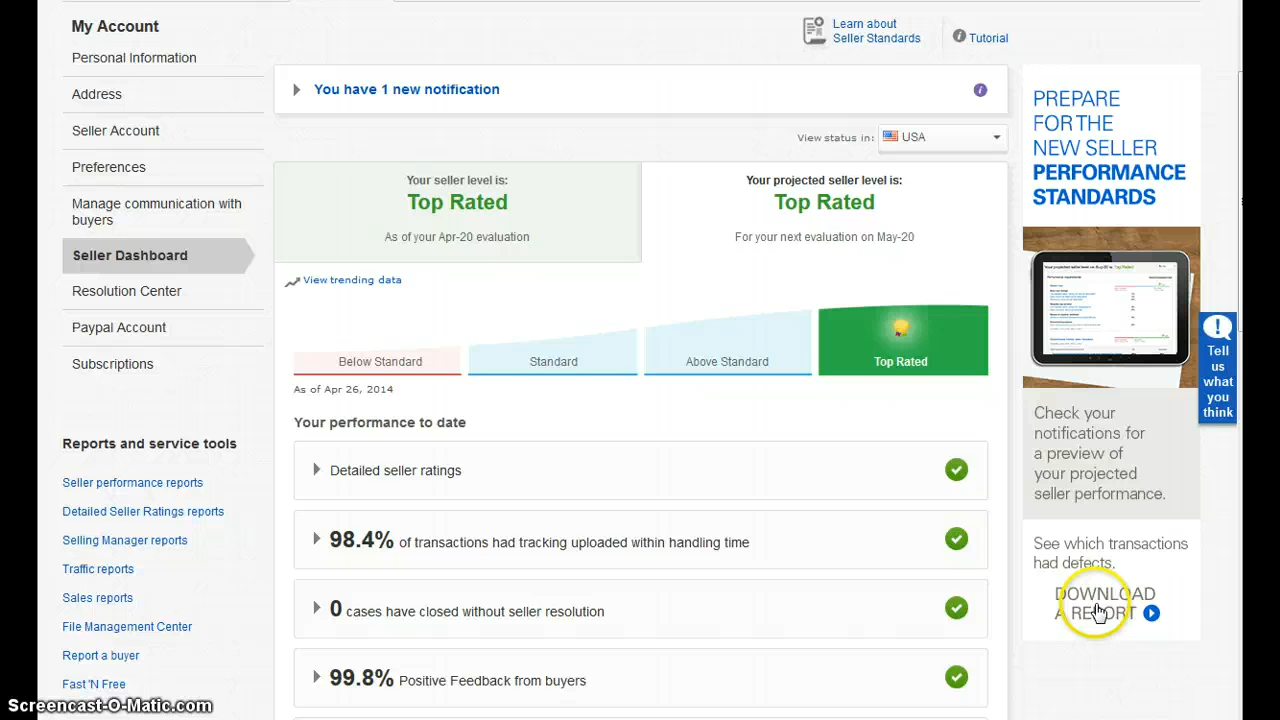 My Account
Personal Information
Address
Seller Account
Preferences
Manage communication with
buyers
Seller Dashboard
Resolution Center
Paypal Account
Subscriptions
Reports and service tools
Seller performance reports
Detailed Seller Ratings reports
Selling Manager reports
Traffic reports
Sales reports
File Management Center
Report a buyer
Fast 'N Free
Learn about
Seller Standards
Tutorial
You have 1 new notification
View status in:
USA
Your seller level is:
Top Rated
As of your Apr-20 evaluation
Your projected seller level is:
Top Rated
For your next evaluation on May-20
View trending data
Below Standard
Standard
Above Standard
Top Rated
As of Apr 26, 2014
Your performance to date
Detailed seller ratings
98.4% of transactions had tracking uploaded within handling time
0 cases have closed without seller resolution
99.8% Positive Feedback from buyers
PREPARE
FOR THE
NEW SELLER
PERFORMANCE
STANDARDS
Check your
notifications for
a preview of
your projected
seller performance.
See which transactions
had defects.
DOWNLOAD
A REPORT
Tell
us
what
you
think
Screencast-O-Matic.com